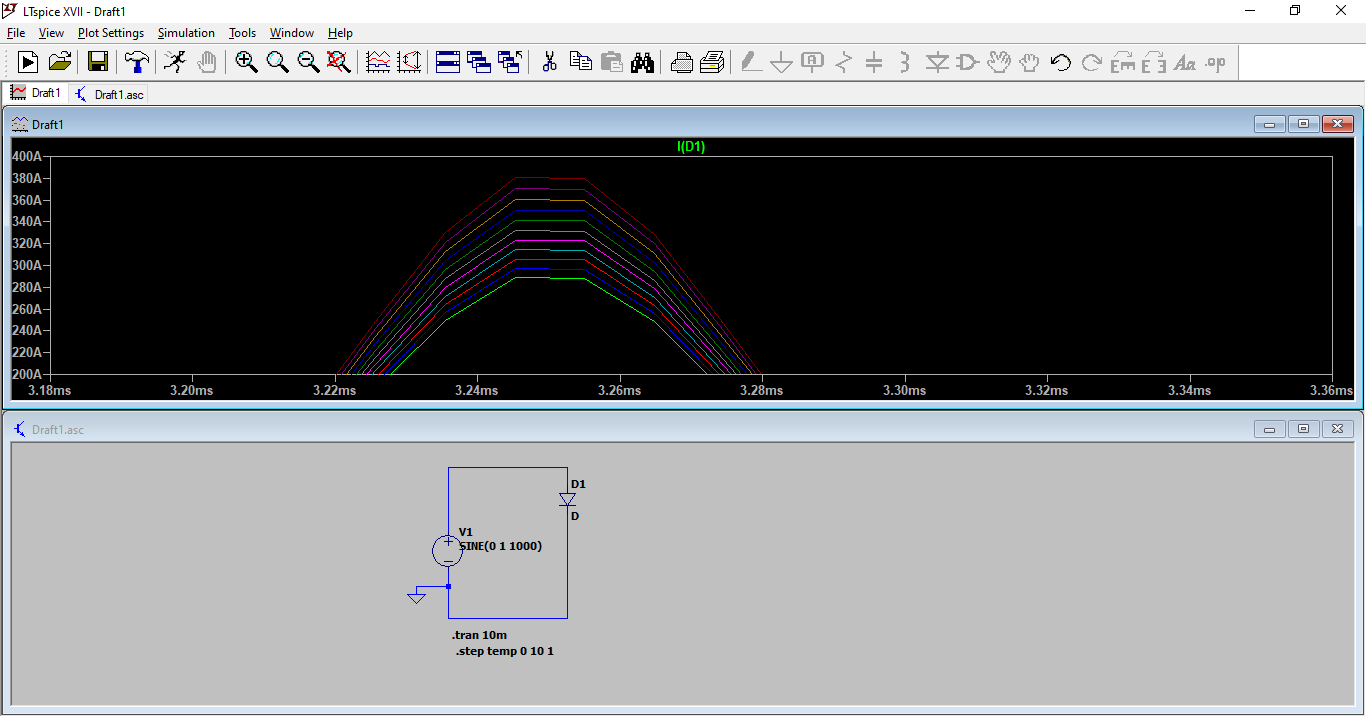 LTspice XVII - Draft1
File View Plot Settings Simulation Tools Window Help
Draft1 Draft1.asc
Draft1
I(D1)
400A
380A
360A
340A
320A
300A
280A
260A
240A
220A
200A
3.18ms 3.20ms 3.22ms 3.24ms 3.26ms 3.28ms 3.30ms 3.32ms 3.34ms 3.36ms
Draft1.asc
D1
D
V1
SINE(0 1 1000)
.tran 10m
.step temp 0 10 1